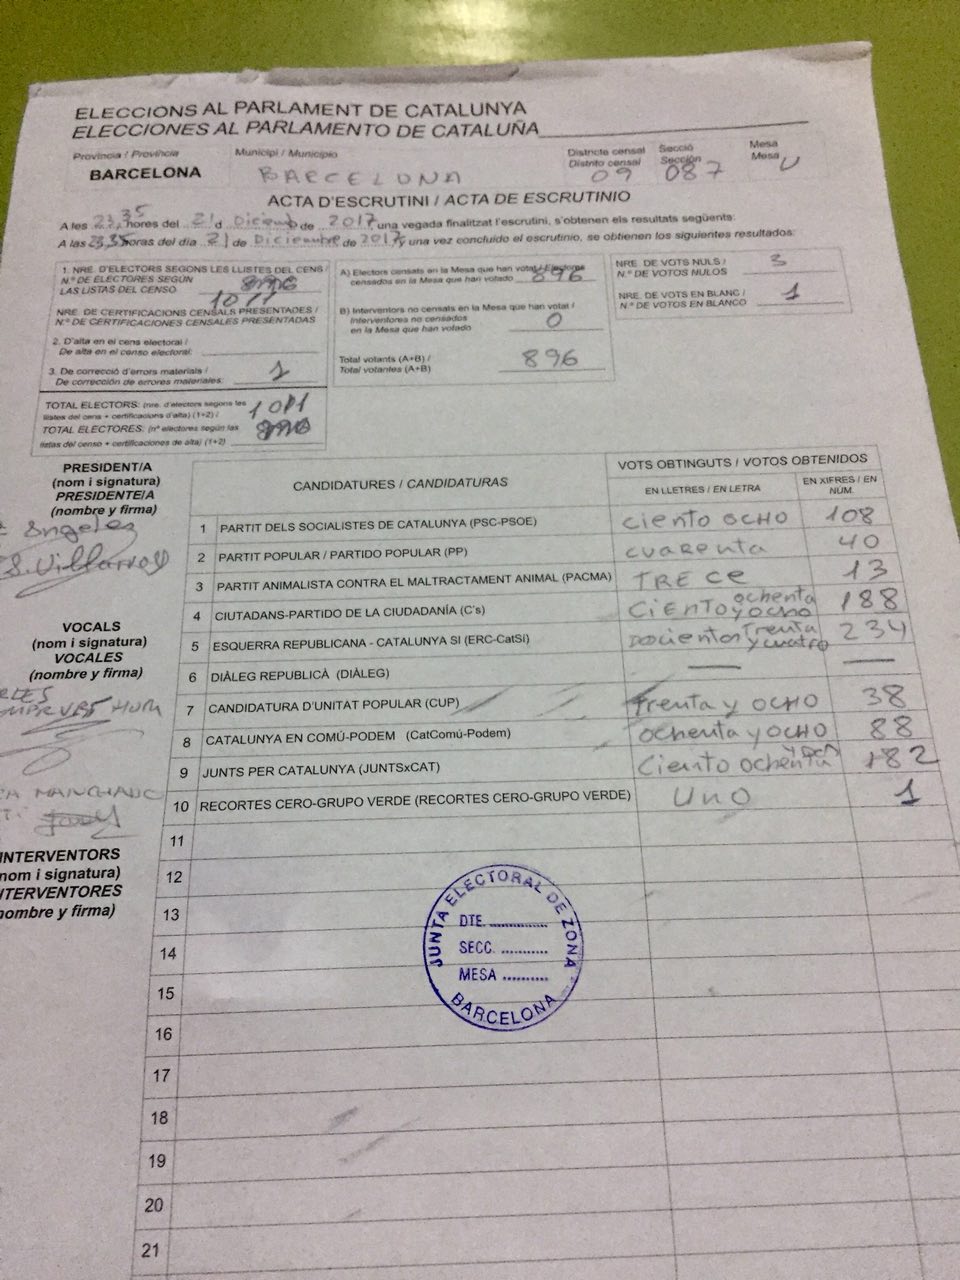 ELECCIONS AL PARLAMENT DE CATALUNYA
ELECCIONES AL PARLAMENTO DE CATALUÑA
Província / Provincia
BARCELONA
Municipi / Municipio
BARCELONA
Districte censal
Distrito censal
09
Secció
Sección
087
Mesa
Mesa
U
ACTA D'ESCRUTINI / ACTA DE ESCRUTINIO
A les 23,35 hores del 21 d Diciemb de 2017 una vegada finalitzat l'escrutini, s'obtenen els resultats següents:
A las 23,35 horas del día 21 de Diciembre de 2017, una vez concluido el escrutinio, se obtienen los siguientes resultados:
1. NRE. D'ELECTORS SEGONS LES LLISTES DEL CENS /
N.º DE ELECTORES SEGÚN
LAS LISTAS DEL CENSO
NRE. DE CERTIFICACIONS CENSALS PRESENTADES /
N.º DE CERTIFICACIONES CENSALES PRESENTADAS
2. D'alta en el cens electoral /
De alta en el censo electoral:
3. De correcció d'errors materials /
De corrección de errores materiales: 1
TOTAL ELECTORS: (nre. d'electors segons les
llistes del cens + certificacions d'alta) (1+2) /
TOTAL ELECTORES: (nº electores según las
listas del censo + certificaciones de alta) (1+2)
1011
A) Electors censats en la Mesa que han votat / Electores
censados en la Mesa que han votado 896
B) Interventors no censats en la Mesa que han votat /
Interventores no censados
en la Mesa que han votado 0
Total votants (A+B) /
Total votantes (A+B) 896
NRE. DE VOTS NULS /
N.º DE VOTOS NULOS 3
NRE. DE VOTS EN BLANC /
N.º DE VOTOS EN BLANCO 1
PRESIDENT/A
(nom i signatura)
PRESIDENTE/A
(nombre y firma)
Angeles
S. Villarroy
VOCALS
(nom i signatura)
VOCALES
(nombre y firma)
MANCHADO
INTERVENTORS
nom i signatura)
NTERVENTORES
nombre y firma)
CANDIDATURES / CANDIDATURAS
VOTS OBTINGUTS / VOTOS OBTENIDOS
EN LLETRES / EN LETRA
EN XIFRES / EN NÚM.
1 PARTIT DELS SOCIALISTES DE CATALUNYA (PSC-PSOE) Ciento OCHO 108
2 PARTIT POPULAR / PARTIDO POPULAR (PP) cuarenta 40
3 PARTIT ANIMALISTA CONTRA EL MALTRACTAMENT ANIMAL (PACMA) TRECE 13
4 CIUTADANS-PARTIDO DE LA CIUDADANÍA (C's) Ciento ochenta y ocho 188
5 ESQUERRA REPUBLICANA - CATALUNYA SI (ERC-CatSí) Doscientos Trenta y cuatro 234
6 DIÀLEG REPUBLICÀ (DIÀLEG) — —
7 CANDIDATURA D'UNITAT POPULAR (CUP) trenta y OCHO 38
8 CATALUNYA EN COMÚ-PODEM (CatComú-Podem) ochenta y OCHO 88
9 JUNTS PER CATALUNYA (JUNTSxCAT) Ciento ochenta y DOS 182
10 RECORTES CERO-GRUPO VERDE (RECORTES CERO-GRUPO VERDE) UNO 1
11
12
13
14
15
16
17
18
19
20
21
JUNTA ELECTORAL DE ZONA
DTE. ............
SECC. ...........
MESA ..........
BARCELONA